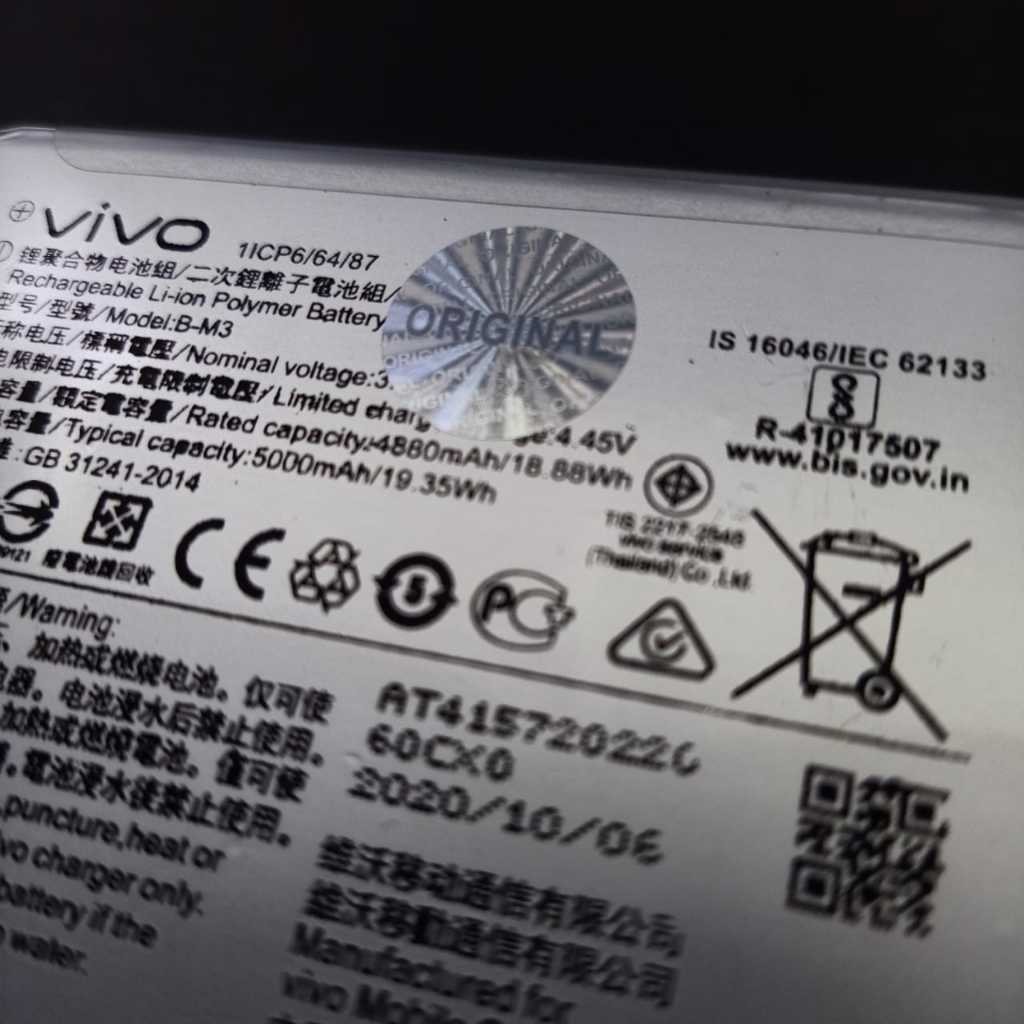 vivo 1ICP6/64/87
锂聚合物电池组/二次鋰離子電池組/
Rechargeable Li-ion Polymer Battery
型号/型號/Model:B-M3
称电压/標稱電壓/Nominal voltage:3.
限制电压/充電限制電壓/Limited charg :4.45V
容量/額定電容量/Rated capacity:4880mAh/18.88Wh
容量/Typical capacity:5000mAh/19.35Wh
:GB 31241-2014
ORIGINAL
IS 16046/IEC 62133
R-41017507
www.bis.gov.in
TIS 2217-2548
vivo service
(Thailand) Co.,Ltd.
廢電池請回收
CE
/Warning:
加热或燃烧电池。仅可使
器。电池浸水后禁止使用。
加熱或燃燒電池。值可使
電池浸水後禁止使用。
,puncture,heat or
vo charger only.
battery if the
water.
60CX0
2020/10/06
维沃移动通信有限公司
維沃移動通信有限公司
Manufactured for
vivo Mobile